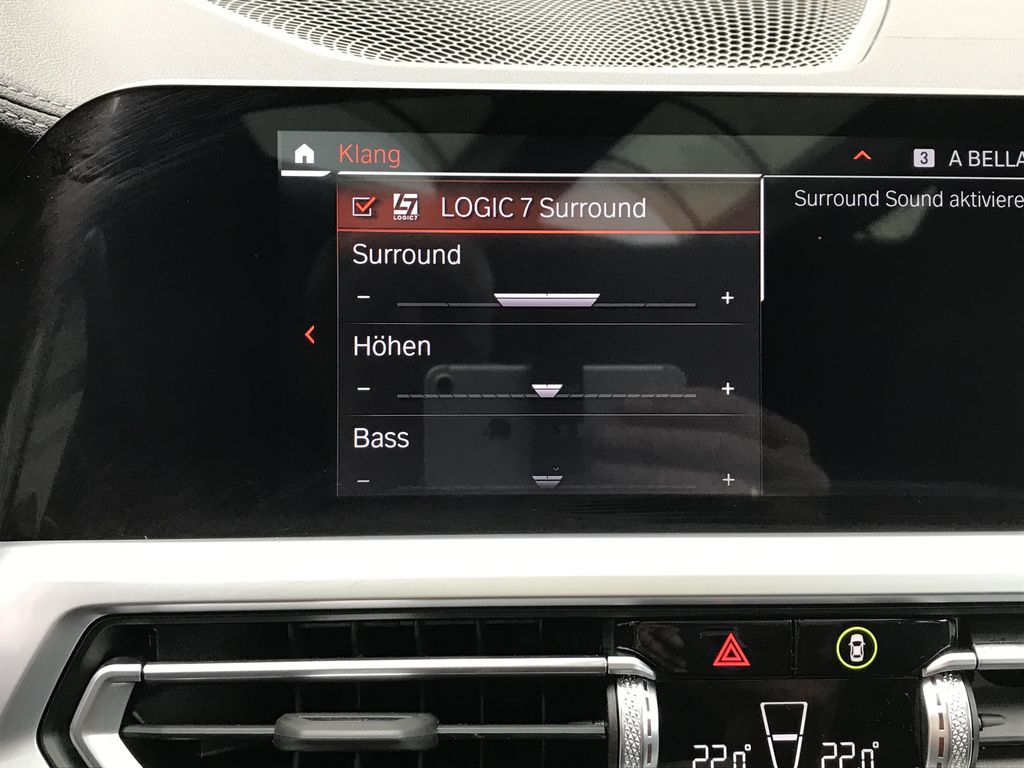 Klang
3 A BELLA
LOGIC7 LOGIC 7 Surround
Surround Sound aktiviere
Surround
- +
Höhen
- +
Bass
- +
22.0° 22.0°